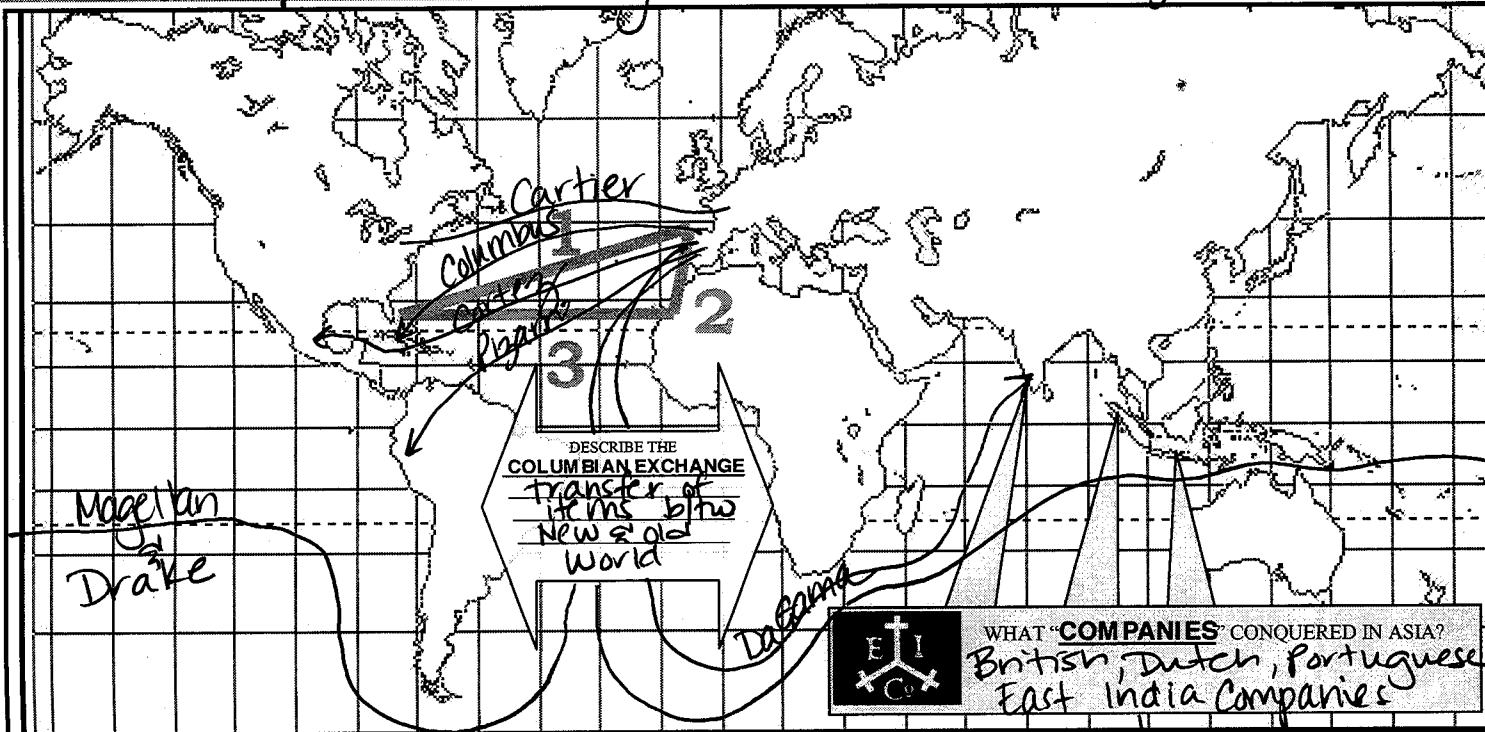 Cartier
1
Columbus
Cortez
2
Pizarro
3
DESCRIBE THE
COLUMBIAN EXCHANGE
transfer of
items b/tw
New & old
World
Magellan
&
Drake
DaGama
E I
Co
WHAT "COMPANIES" CONQUERED IN ASIA?
British, Dutch, Portuguese
East India Companies